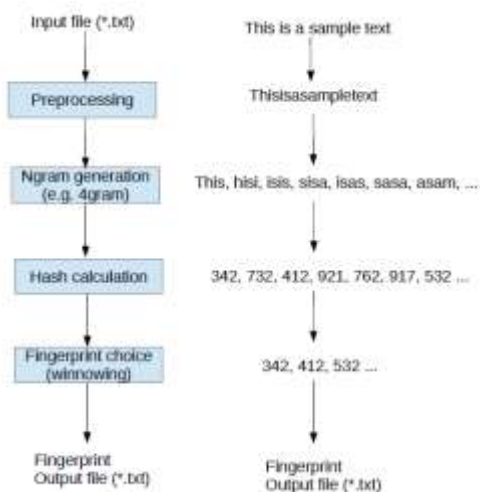 Input file (*.txt)
This is a sample text
Preprocessing
Thisisasampletext
Ngram generation
(e.g. 4gram)
This, hisi, isis, sisa, isas, sasa, asam, ...
Hash calculation
342, 732, 412, 921, 762, 917, 532 ...
Fingerprint choice
(winnowing)
342, 412, 532 ...
Fingerprint
Output file (*.txt)
Fingerprint
Output file (*.txt)